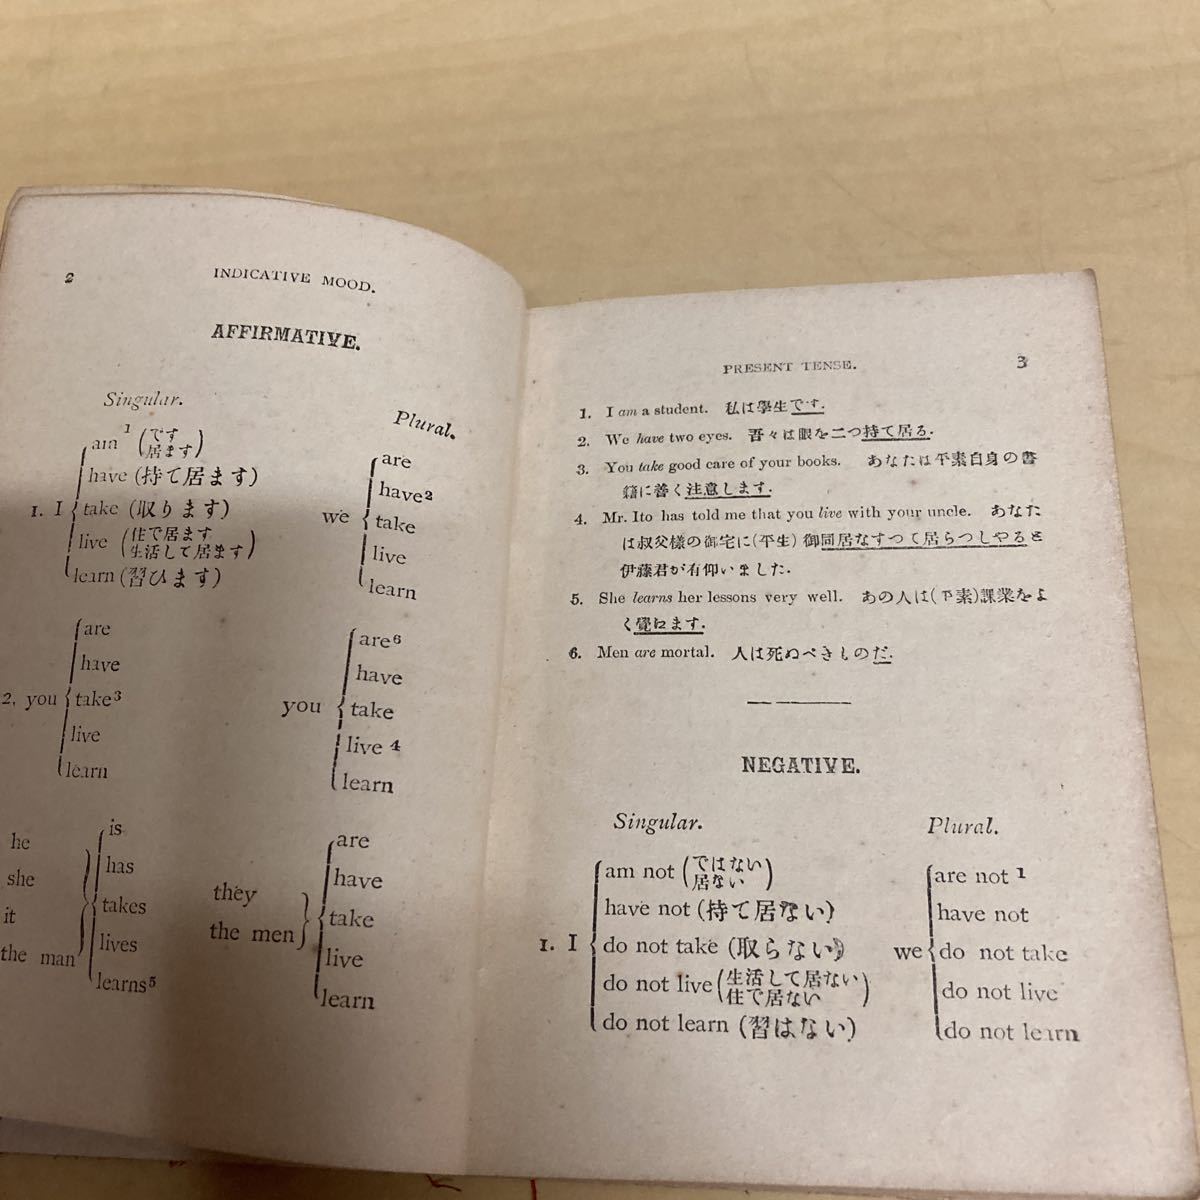 2 INDICATIVE MOOD.
AFFIRMATIVE.
Singular.
1. I
am¹ (です 居ます)
have (持て居ます)
take (取ります)
live (住で居ます 生活して居ます)
learn (習ひます)
Plural.
we
are
have²
take
live
learn
2, you
are
have
take³
live
learn
you
are⁶
have
take
live⁴
learn
he
she
it
the man
is
has
takes
lives
learns⁵
they
the men
are
have
take
live
learn
PRESENT TENSE. 3
1. I am a student. 私は學生です.
2. We have two eyes. 吾々は眼を二つ持て居る.
3. You take good care of your books. あなたは平素自身の書
籍に善く注意します.
4. Mr. Ito has told me that you live with your uncle. あなた
は叔父樣の御宅に(平生)御同居なすつて居らつしやると
伊藤君が有仰いました.
5. She learns her lessons very well. あの人は(平素)課業をよ
く覺ねます.
6. Men are mortal. 人は死ぬべきものだ.
NEGATIVE.
Singular.
1. I
am not (ではない 居ない)
have not (持て居ない)
do not take (取らない)
do not live (生活して居ない 住で居ない)
do not learn (習はない)
Plural.
we
are not¹
have not
do not take
do not live
do not learn